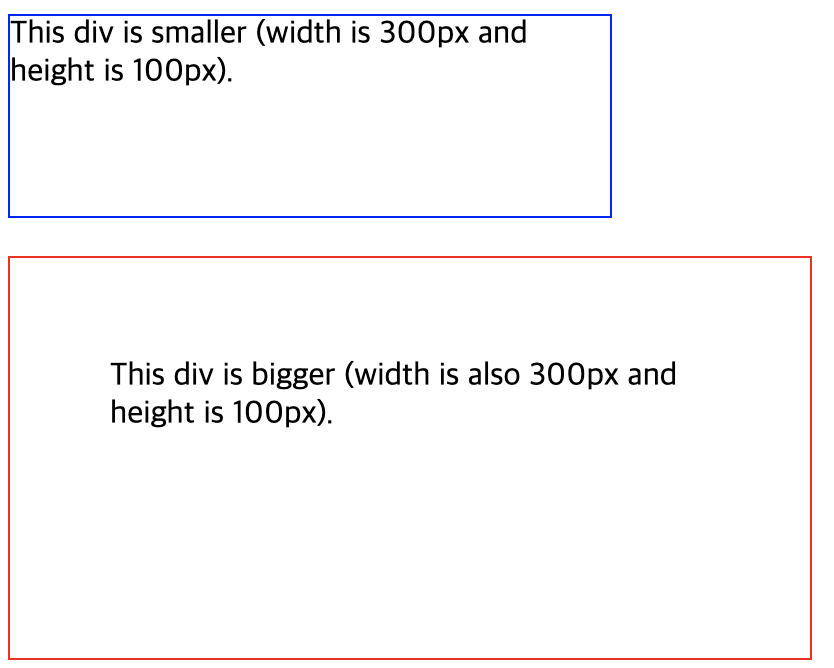 This div is smaller (width is 300px and
height is 100px).
This div is bigger (width is also 300px and
height is 100px).